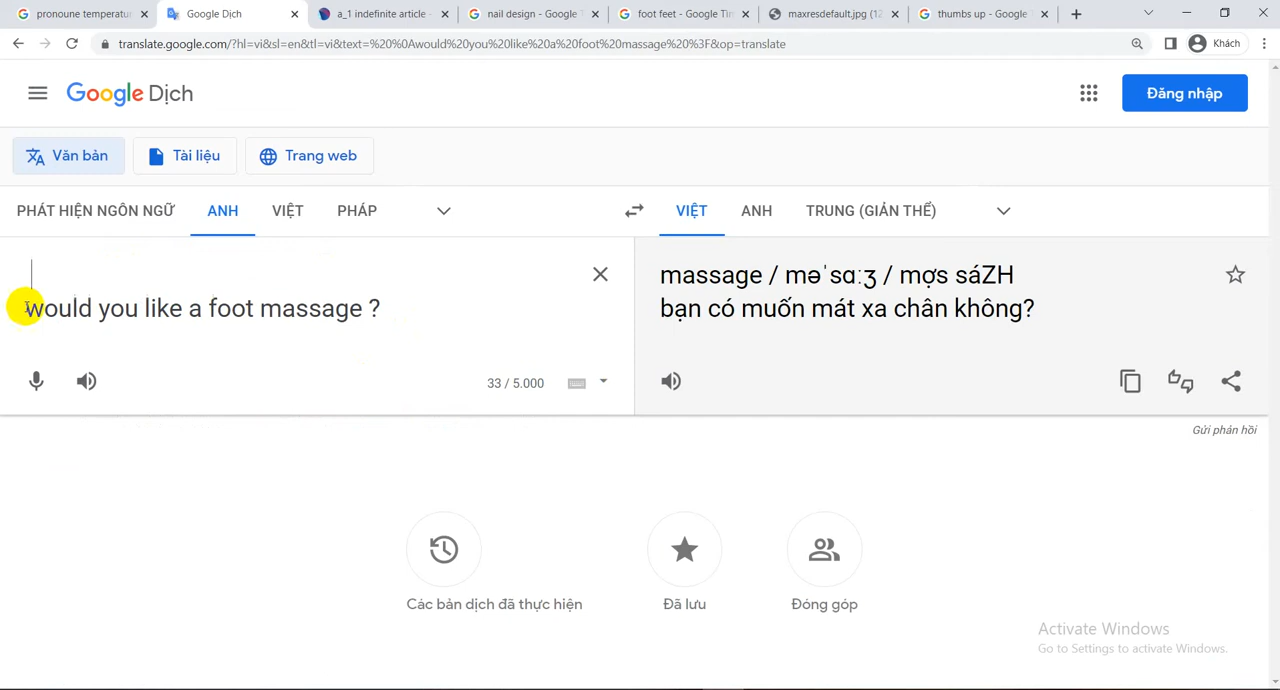 pronoune temperatur
Google Dịch
a_1 indefinite article -
nail design - Google
foot feet - Google Tìm
maxresdefault.jpg (12
thumbs up - Google
translate.google.com/?hl=vi&sl=en&tl=vi&text=%20%0Awould%20you%20like%20a%20foot%20massage%20%3F&op=translate
Khách
Google Dịch
Đăng nhập
Văn bản
Tài liệu
Trang web
PHÁT HIỆN NGÔN NGỮ
ANH
VIỆT
PHÁP
VIỆT
ANH
TRUNG (GIẢN THỂ)
would you like a foot massage ?
33 / 5.000
massage / məˈsɑːʒ / mợs sáZH
bạn có muốn mát xa chân không?
Gửi phản hồi
Các bản dịch đã thực hiện
Đã lưu
Đóng góp
Activate Windows
Go to Settings to activate Windows.